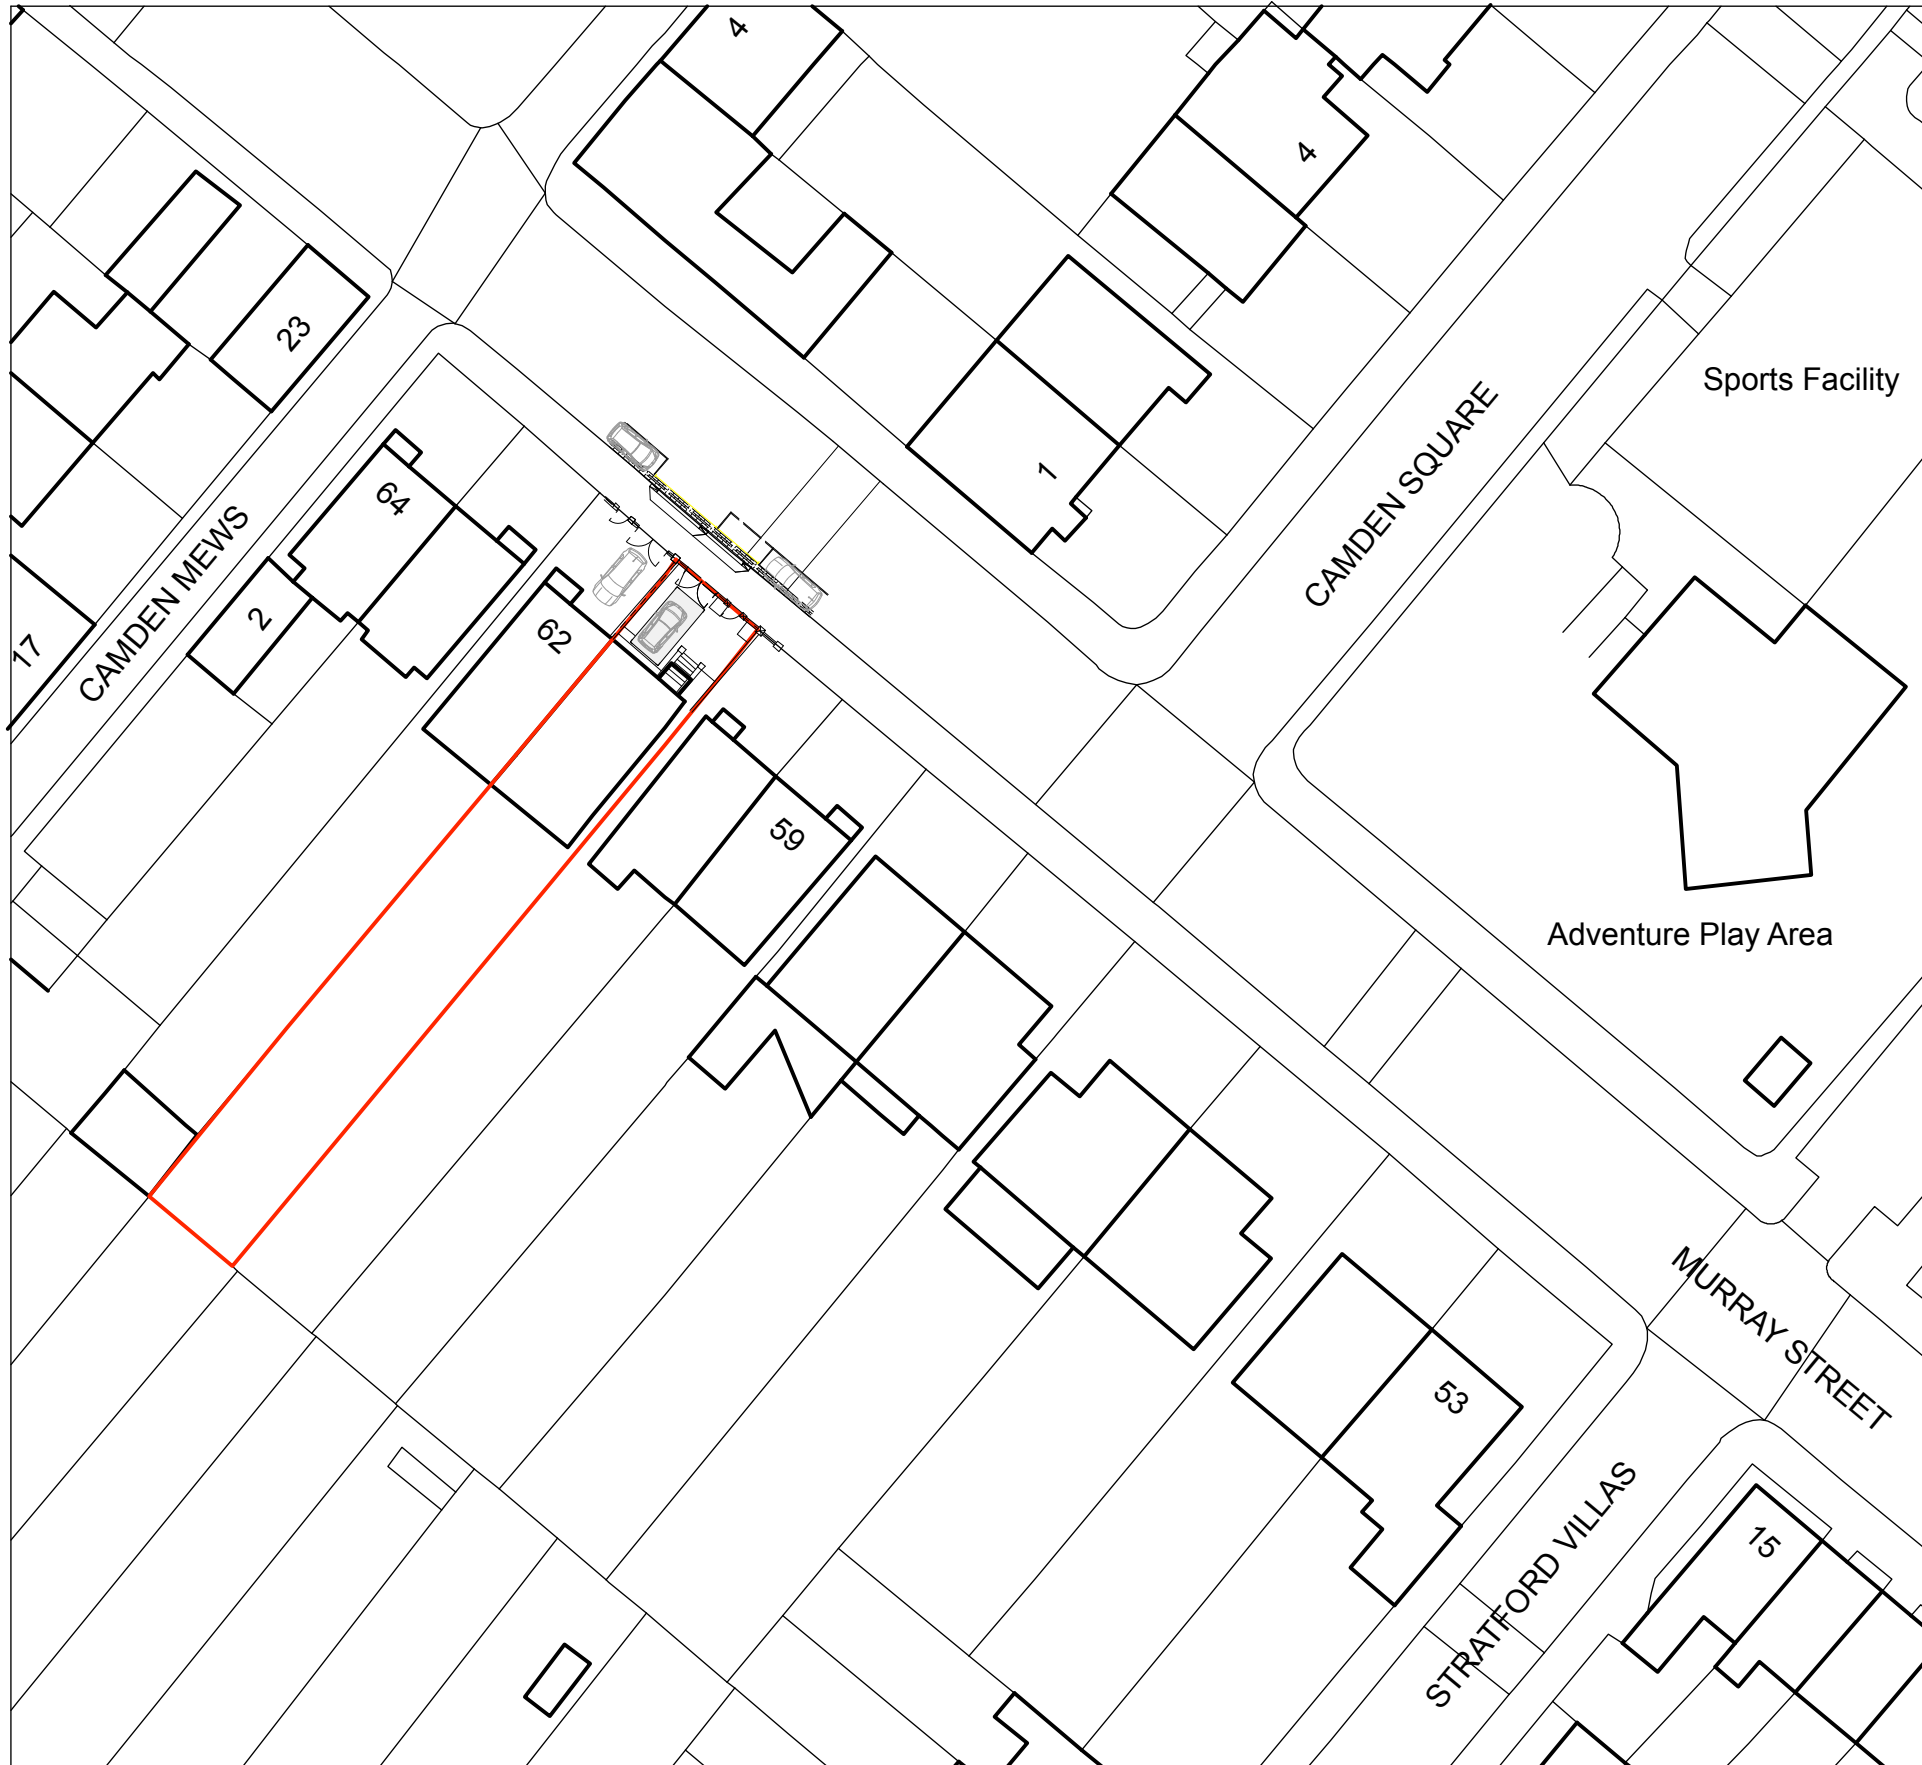 4
4
23
Sports Facility
1
CAMDEN SQUARE
64
CAMDEN MEWS
2
62
17
59
Adventure Play Area
MURRAY STREET
53
STRATFORD VILLAS
15